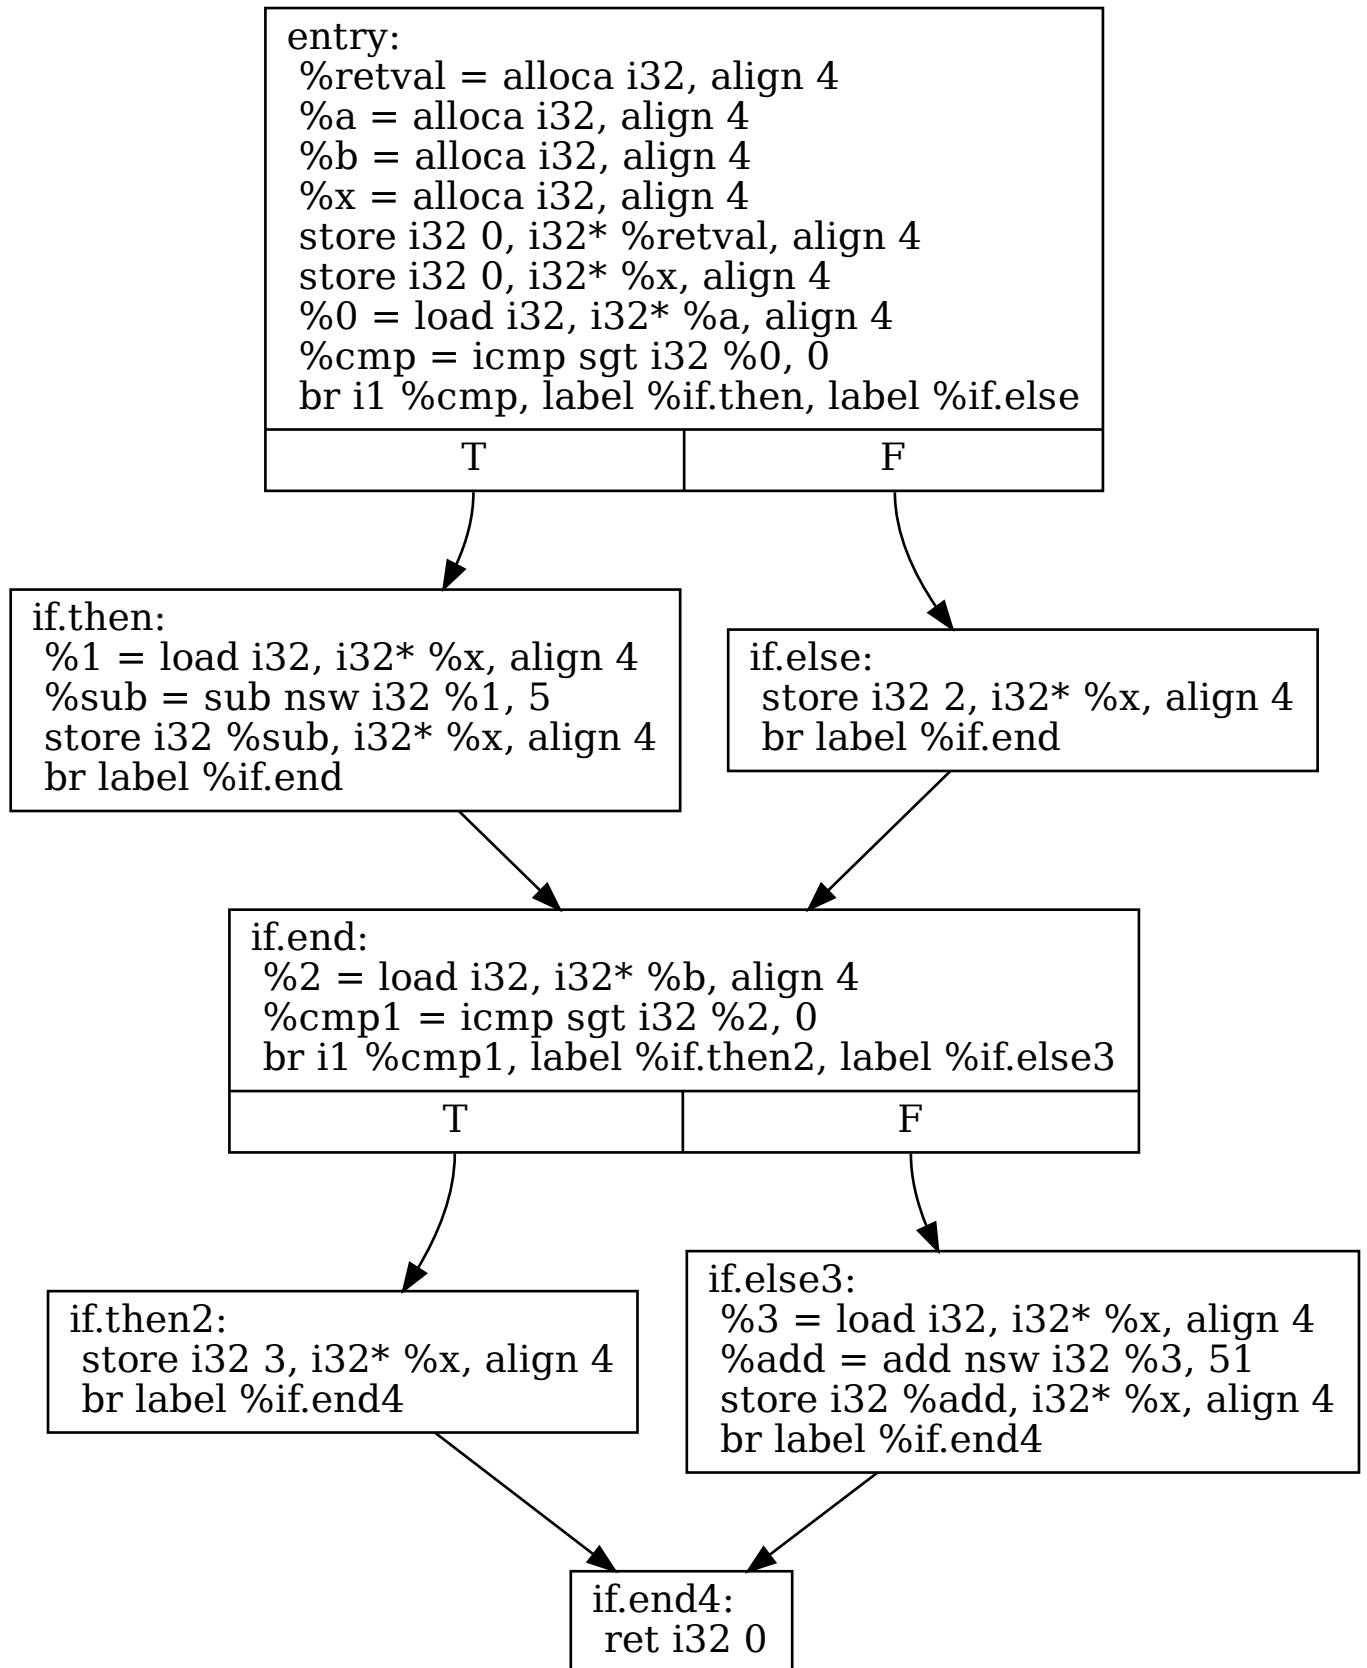 entry:
%retval = alloca i32, align 4
%a = alloca i32, align 4
%b = alloca i32, align 4
%x = alloca i32, align 4
store i32 0, i32* %retval, align 4
store i32 0, i32* %x, align 4
%0 = load i32, i32* %a, align 4
%cmp = icmp sgt i32 %0, 0
br i1 %cmp, label %if.then, label %if.else
T
F
if.then:
%1 = load i32, i32* %x, align 4
%sub = sub nsw i32 %1, 5
store i32 %sub, i32* %x, align 4
br label %if.end
if.else:
store i32 2, i32* %x, align 4
br label %if.end
if.end:
%2 = load i32, i32* %b, align 4
%cmp1 = icmp sgt i32 %2, 0
br i1 %cmp1, label %if.then2, label %if.else3
T
F
if.then2:
store i32 3, i32* %x, align 4
br label %if.end4
if.else3:
%3 = load i32, i32* %x, align 4
%add = add nsw i32 %3, 51
store i32 %add, i32* %x, align 4
br label %if.end4
if.end4:
ret i32 0